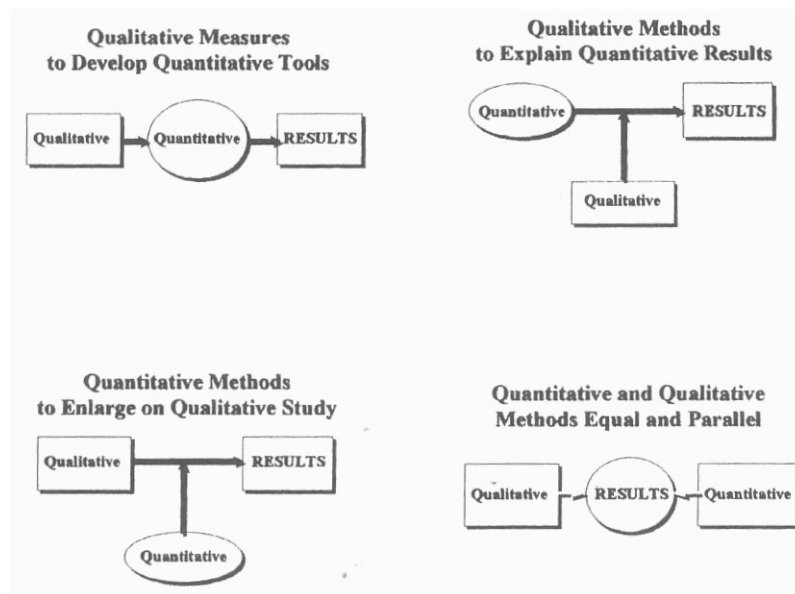 Qualitative Measures
to Develop Quantitative Tools
Qualitative
Quantitative
RESULTS
Qualitative Methods
to Explain Quantitative Results
Quantitative
RESULTS
Qualitative
Quantitative Methods
to Enlarge on Qualitative Study
Qualitative
RESULTS
Quantitative
Quantitative and Qualitative
Methods Equal and Parallel
Qualitative
RESULTS
Quantitative